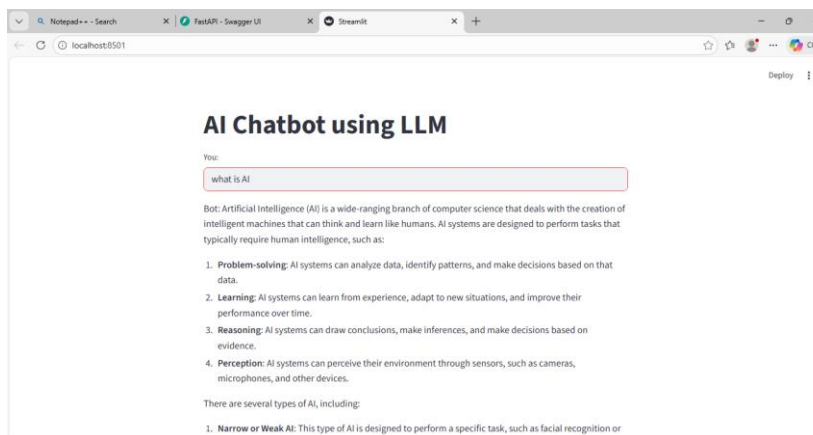 Notepad++ - Search
FastAPI - Swagger UI
Streamlit
localhost:8501
Deploy
AI Chatbot using LLM
You:
what is AI
Bot: Artificial Intelligence (AI) is a wide-ranging branch of computer science that deals with the creation of
intelligent machines that can think and learn like humans. AI systems are designed to perform tasks that
typically require human intelligence, such as:
1. Problem-solving: AI systems can analyze data, identify patterns, and make decisions based on that
data.
2. Learning: AI systems can learn from experience, adapt to new situations, and improve their
performance over time.
3. Reasoning: AI systems can draw conclusions, make inferences, and make decisions based on
evidence.
4. Perception: AI systems can perceive their environment through sensors, such as cameras,
microphones, and other devices.
There are several types of AI, including:
1. Narrow or Weak AI: This type of AI is designed to perform a specific task, such as facial recognition or